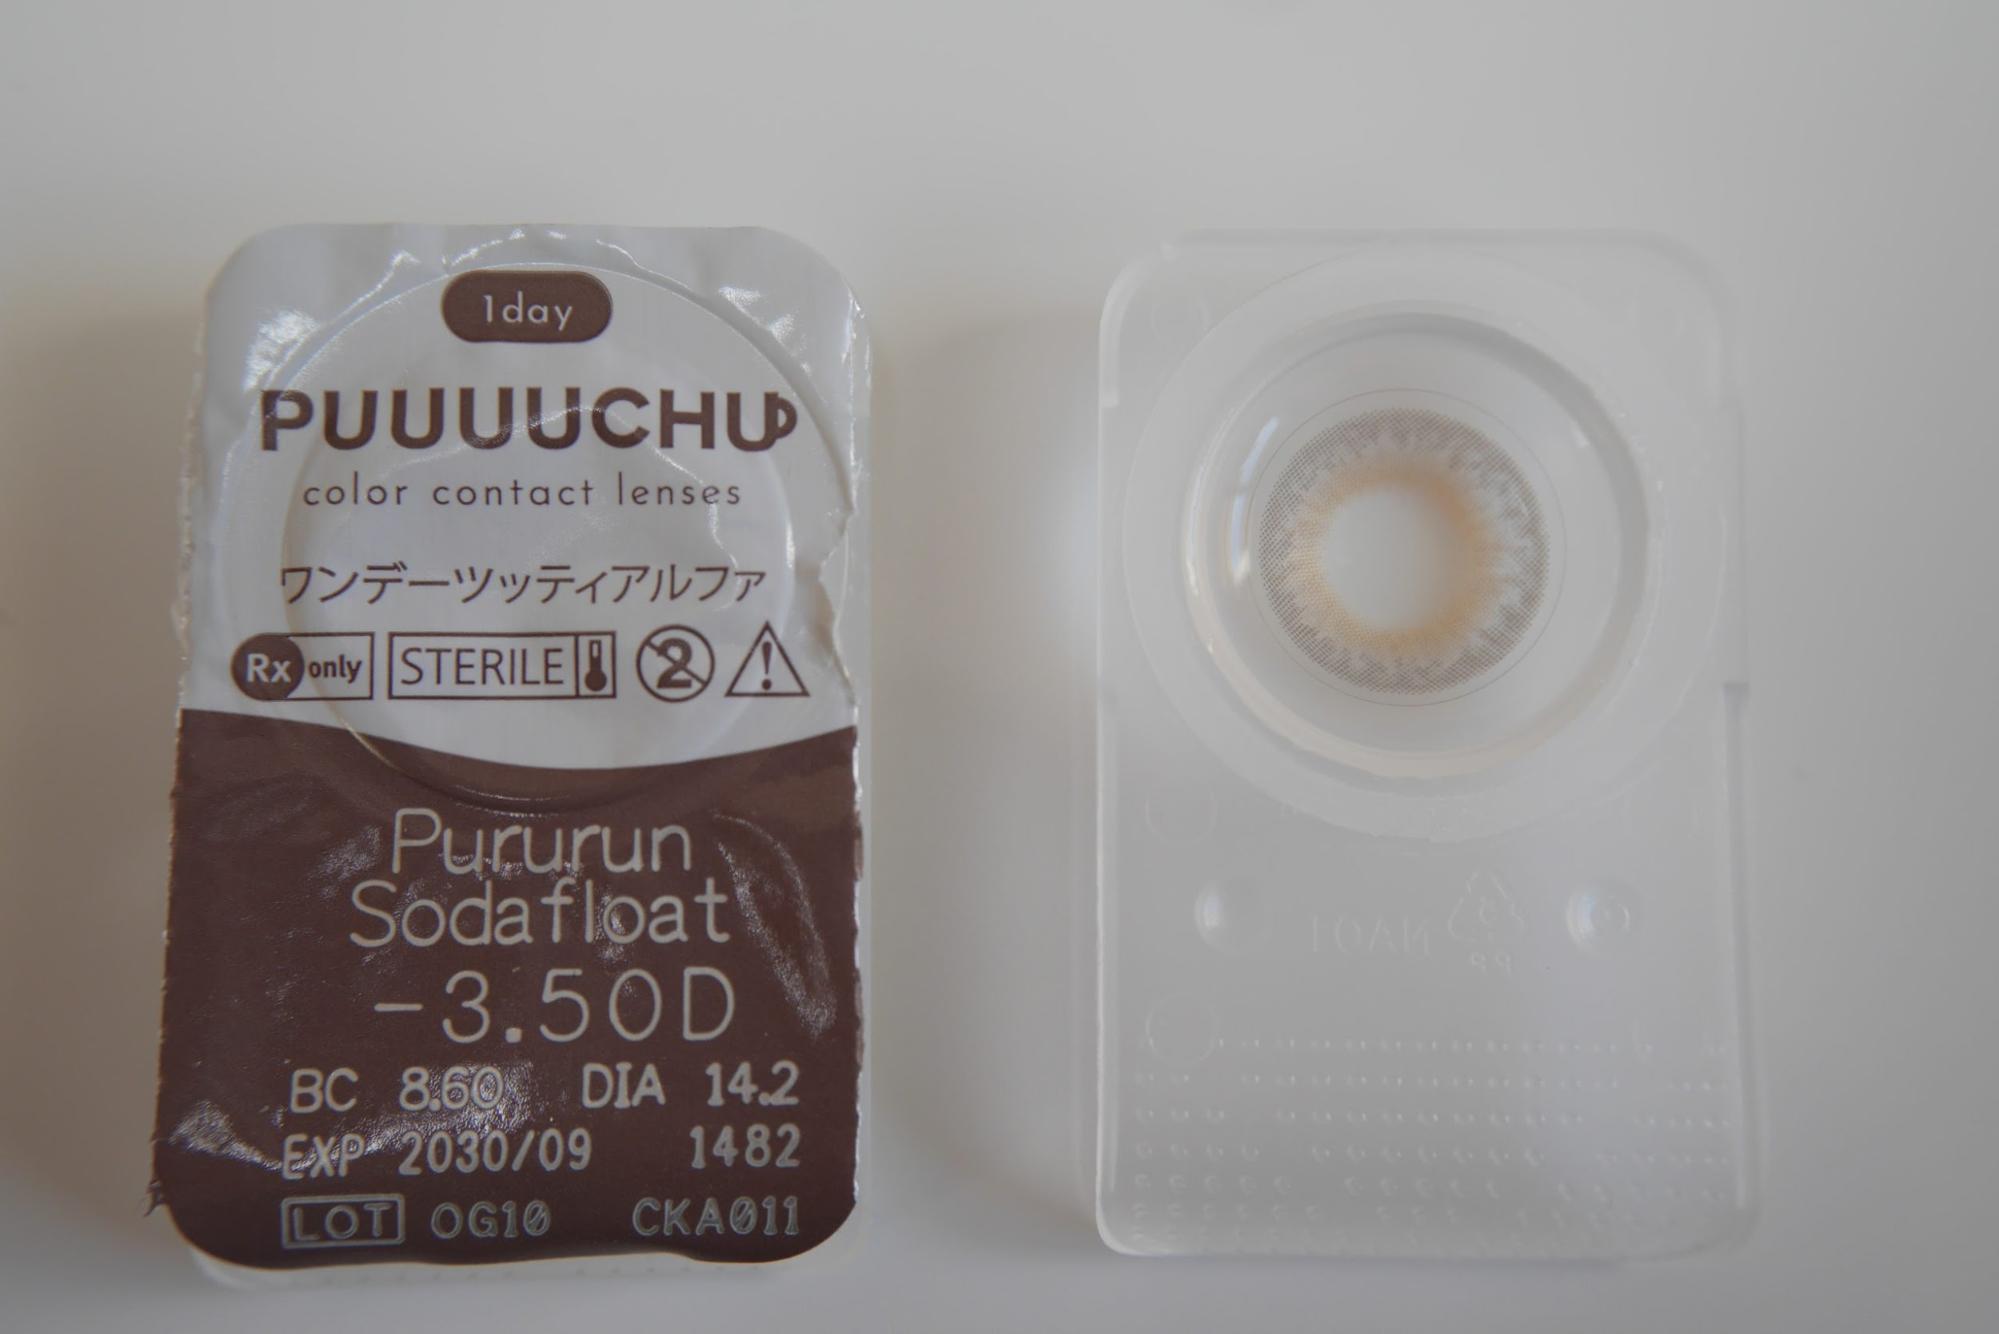 1day
PUUUUCHU
color contact lenses
ワンデーツッティアルファ
Rx only STERILE 2
Pururun
Sodafloat
-3.50D
BC 8.60 DIA 14.2
EXP 2030/09 1482
LOT OG10 CKA011